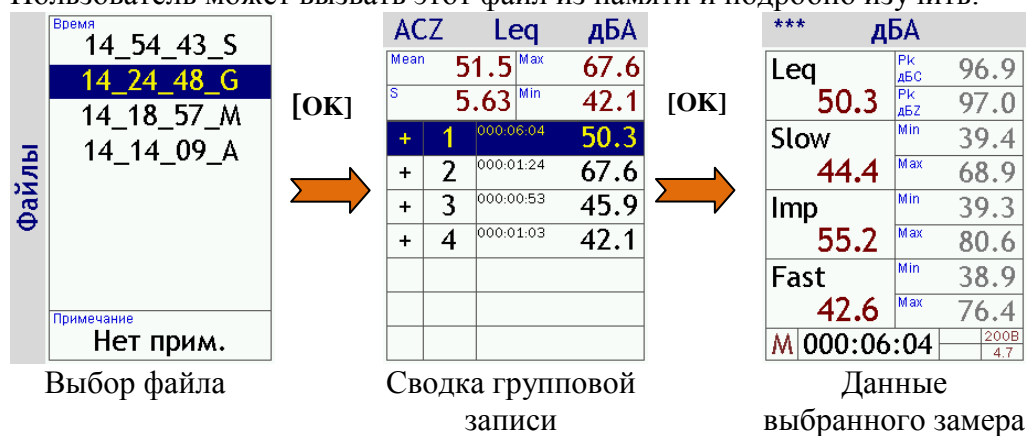 Пользователь может вызвать этот файл из памяти и подробно изучить.
Файлы
Время
14_54_43_S
14_24_48_G
14_18_57_M
14_14_09_A
Примечание
Нет прим.
[OK]
ACZ Leq дБА
Mean 51.5 Max 67.6
S 5.63 Min 42.1
+ 1 000:06:04 50.3
+ 2 000:01:24 67.6
+ 3 000:00:53 45.9
+ 4 000:01:03 42.1
[OK]
*** дБА
Leq 50.3
Pk дБC 96.9
Pk дБZ 97.0
Slow 44.4
Min 39.4
Max 68.9
Imp 55.2
Min 39.3
Max 80.6
Fast 42.6
Min 38.9
Max 76.4
M 000:06:04
200В
4.7
Выбор файла
Сводка групповой
записи
Данные
выбранного замера